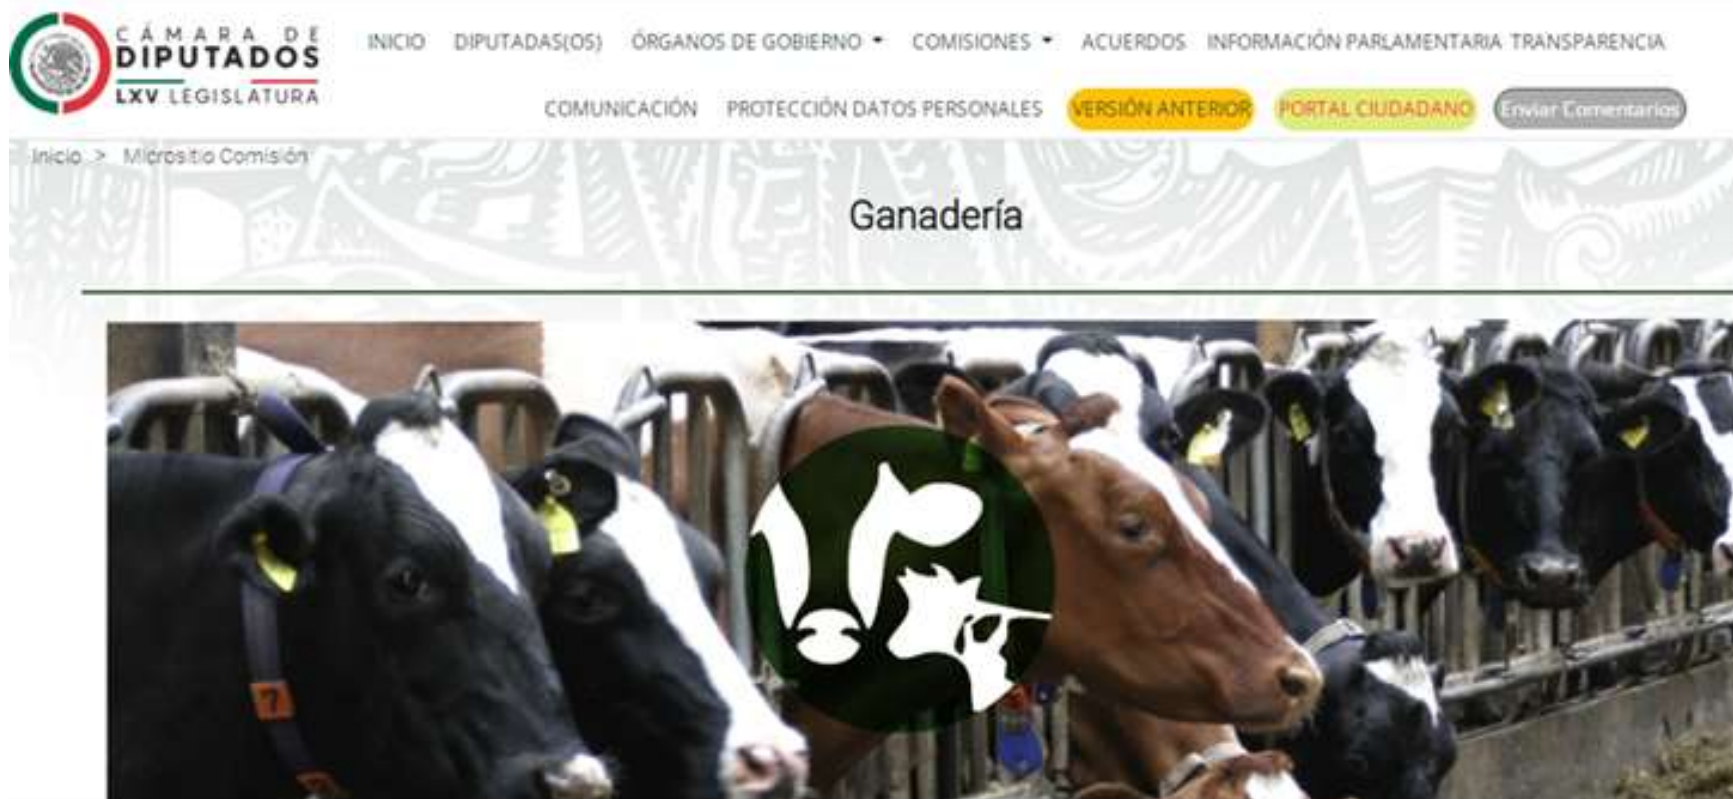 CÁMARA DE
DIPUTADOS
LXV LEGISLATURA
INICIO DIPUTADAS(OS) ÓRGANOS DE GOBIERNO COMISIONES ACUERDOS INFORMACIÓN PARLAMENTARIA TRANSPARENCIA
COMUNICACIÓN PROTECCIÓN DATOS PERSONALES VERSIÓN ANTERIOR PORTAL CIUDADANO Enviar Comentarios
Inicio > Micrositio Comisión
Ganadería
7